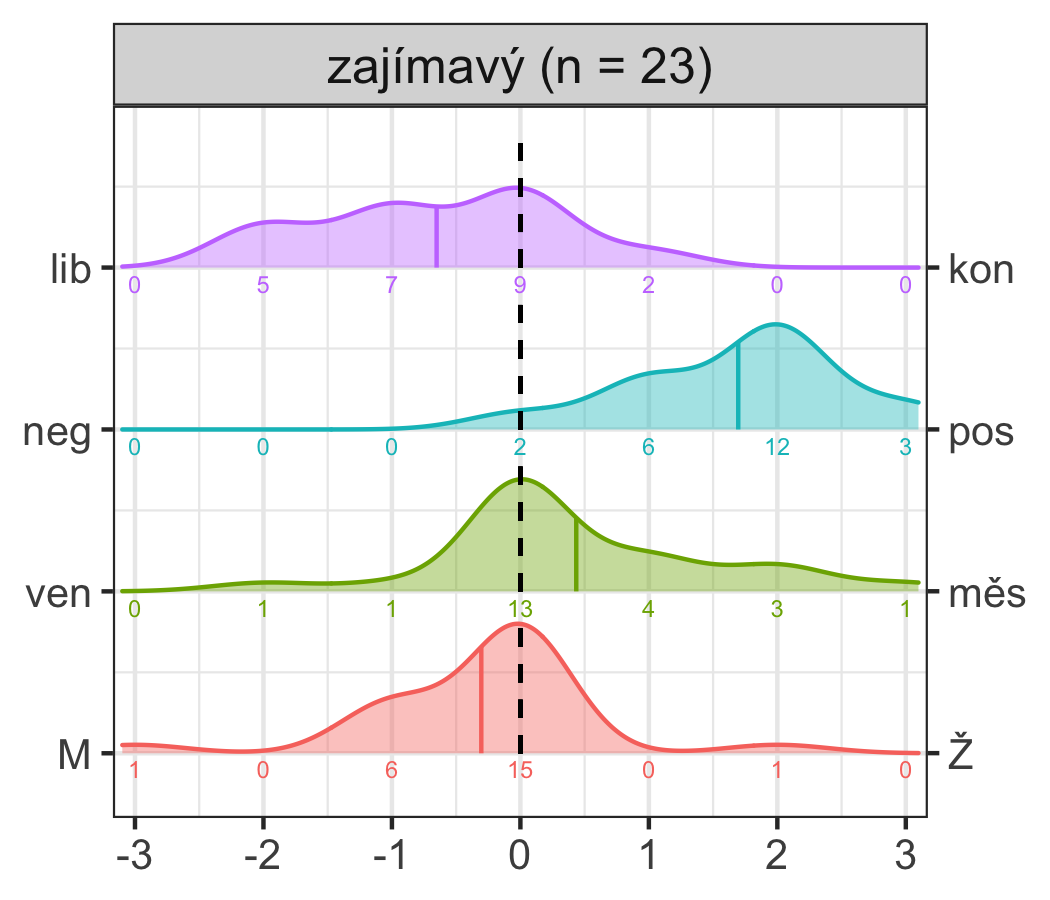 zajímavý (n = 23)
lib kon
0 5 7 9 2 0 0
neg pos
0 0 0 2 6 12 3
ven měs
0 1 1 13 4 3 1
M Ž
1 0 6 15 0 1 0
-3 -2 -1 0 1 2 3